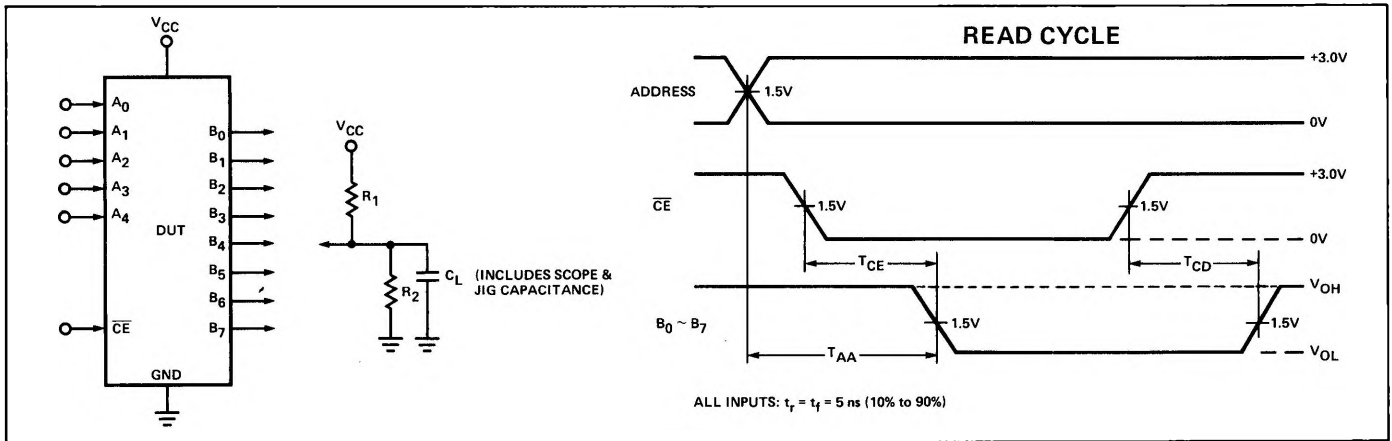 VCC
A0
A1
A2
A3
A4
CE
B0
B1
B2
B3
B4
B5
B6
B7
DUT
GND
VCC
R1
R2
CL (INCLUDES SCOPE &
JIG CAPACITANCE)
READ CYCLE
ADDRESS
1.5V
+3.0V
0V
CE
1.5V
1.5V
+3.0V
0V
TCE
TCD
B0 ~ B7
1.5V
1.5V
VOH
VOL
TAA
ALL INPUTS: tr = tf = 5 ns (10% to 90%)